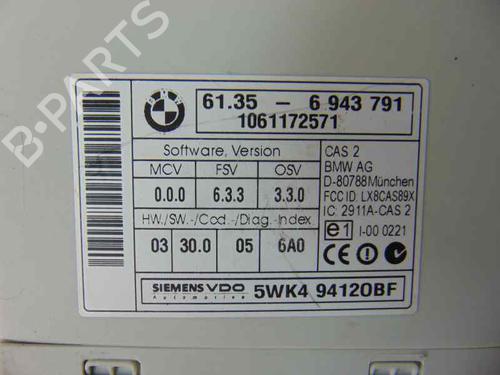 B-PARTS
BMW
61.35 - 6 943 791
1061172571
Software, Version
MCV FSV OSV
0.0.0 6.3.3 3.3.0
HW./SW.-/Cod.-/Diag.-Index
03 30.0 05 6A0
CAS 2
BMW AG
D-80788München
FCC ID: LX8CAS89X
IC: 2911A-CAS 2
e1 I-00 0221
CE N
SIEMENS VDO
Automotive
5WK4 94120BF